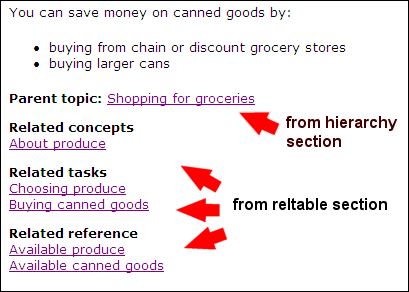 You can save money on canned goods by:
• buying from chain or discount grocery stores
• buying larger cans
Parent topic: Shopping for groceries
from hierarchy
section
Related concepts
About produce
Related tasks
Choosing produce
Buying canned goods
from reltable section
Related reference
Available produce
Available canned goods